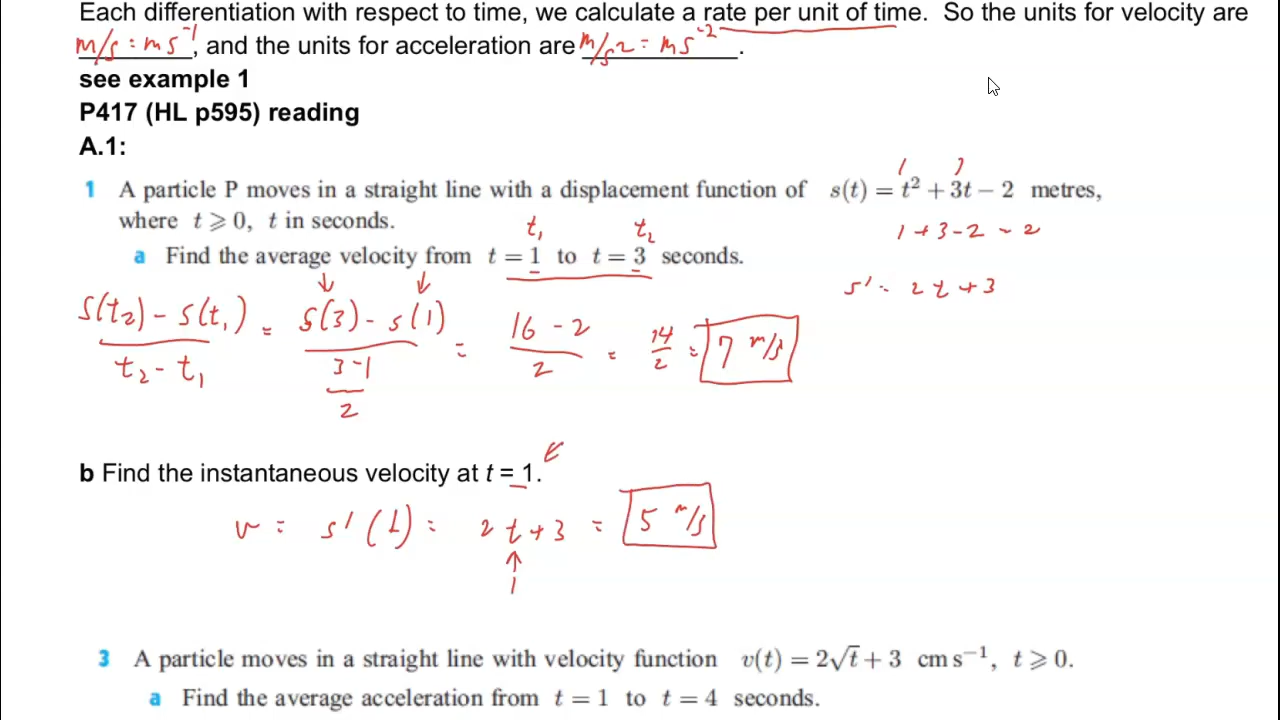 Each differentiation with respect to time, we calculate a rate per unit of time. So the units for velocity are
m/s = ms⁻¹, and the units for acceleration are m/s2 = ms⁻².
see example 1
P417 (HL p595) reading
A.1:
1 A particle P moves in a straight line with a displacement function of s(t) = t² + 3t − 2 metres,
where t ⩾ 0, t in seconds.
1 + 3 - 2 = 2
t₁ t₂
a Find the average velocity from t = 1 to t = 3 seconds.
s' = 2t + 3
s(t₂) - s(t₁) = s(3) - s(1) = 16 - 2 = 14 = 7 m/s
t₂ - t₁ 3 - 1 2 2
2
b Find the instantaneous velocity at t = 1.
v = s'(1) = 2t + 3 = 5 m/s
1
3 A particle moves in a straight line with velocity function v(t) = 2√t + 3 cm s⁻¹, t ⩾ 0.
a Find the average acceleration from t = 1 to t = 4 seconds.